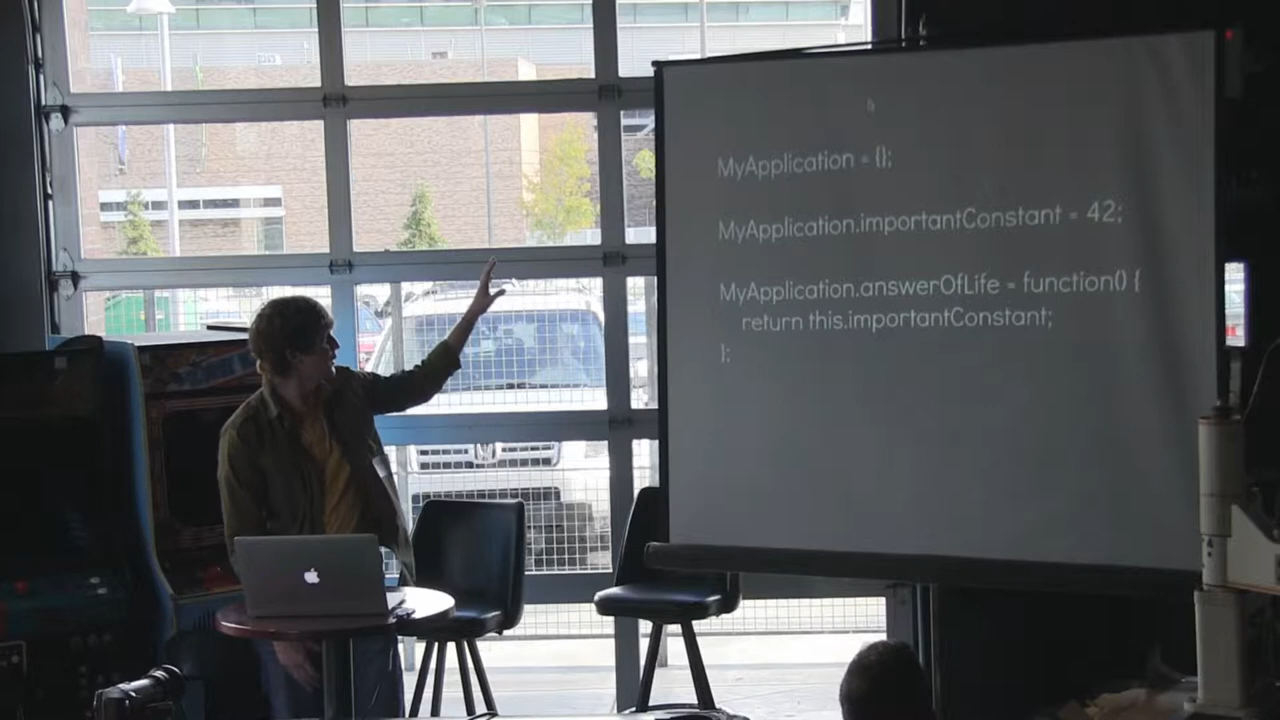 MyApplication = {};
MyApplication.importantConstant = 42;
MyApplication.answerOfLife = function() {
return this.importantConstant;
};